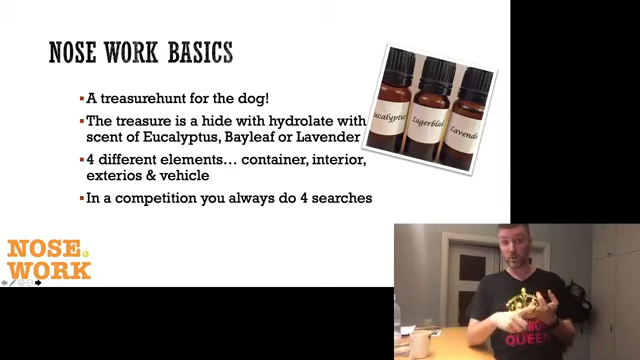 NOSE WORK BASICS
A treasurehunt for the dog!
The treasure is a hide with hydrolate with
scent of Eucalyptus, Bayleaf or Lavender
4 different elements... container, interior,
exterios & vehicle
In a competition you always do 4 searches
ucalyptus
Lagerblad
Lavende
NOSE
WORK
QUEEN